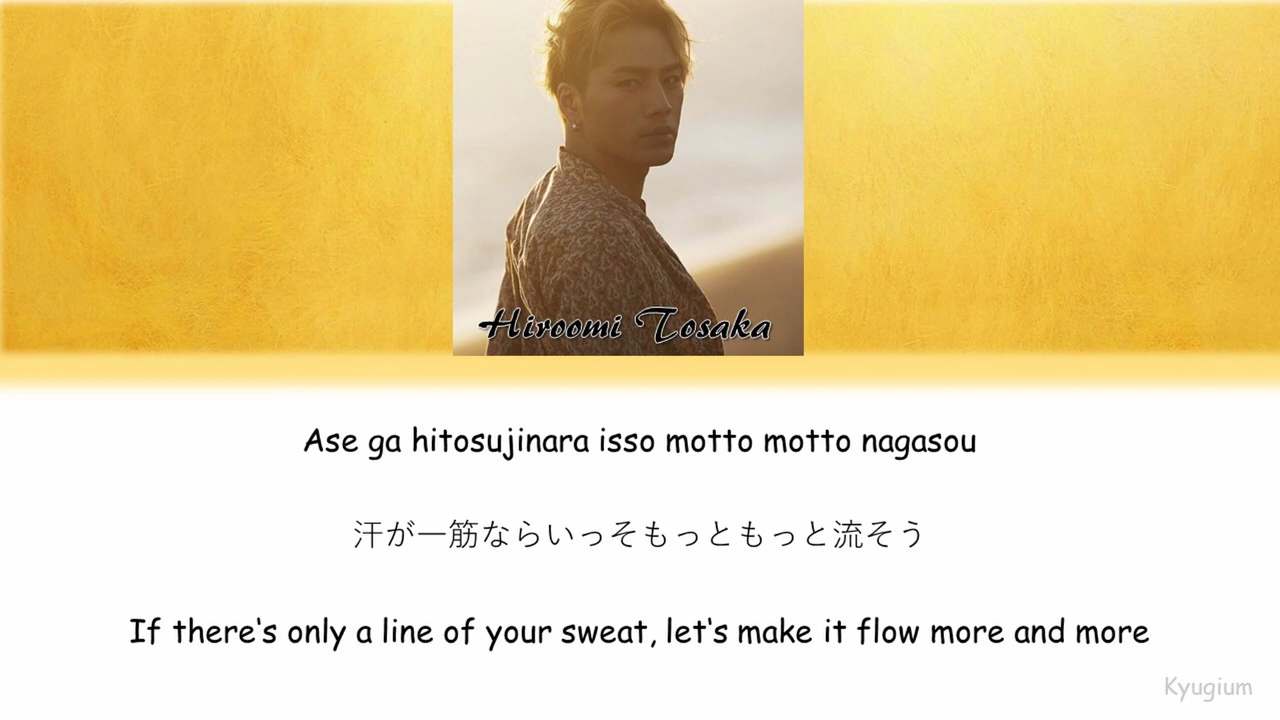 Hiroomi Tosaka
Ase ga hitosujinara isso motto motto nagasou
汗が一筋ならいっそもっともっと流そう
If there's only a line of your sweat, let's make it flow more and more
Kyugium